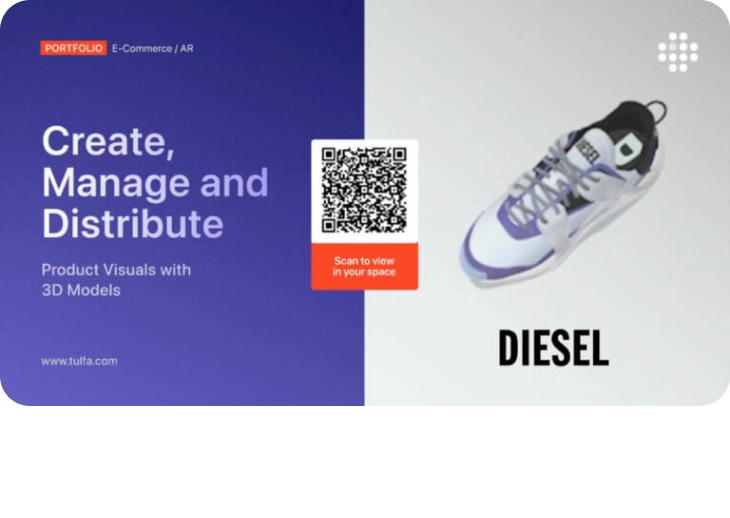 PORTFOLIO E-Commerce / AR
Create,
Manage and
Distribute
Product Visuals with
3D Models
www.tulfa.com
Scan to view
in your space
DIESEL
DIESEL